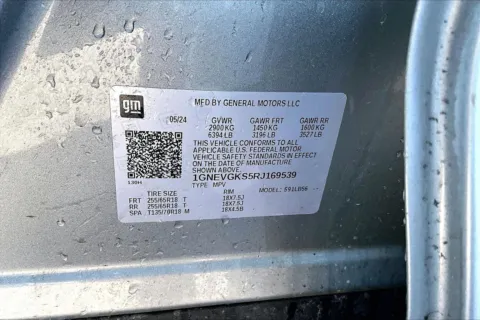 gm
MFD BY GENERAL MOTORS LLC
05/24 GVWR GAWR FRT GAWR RR
2900 KG 1450 KG 1600 KG
6394 LB 3196 LB 3527 LB
THIS VEHICLE CONFORMS TO ALL
APPLICABLE U.S. FEDERAL MOTOR
VEHICLE SAFETY STANDARDS IN EFFECT
ON THE DATE OF MANUFACTURE
SHOWN ABOVE.
1GNEVGKS5RJ169539
TYPE: MPV MODEL:
TIRE SIZE RIM
FRT 255/65R18 T 18X7.5J
RR 255/65R18 T 18X7.5J
SPA T135/70R18 M 18X4.5B